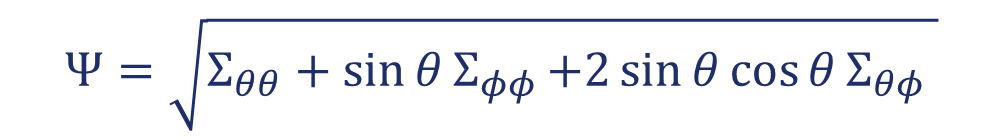 Ψ = √(Σ_θθ + sin θ Σ_ϕϕ +2 sin θ cos θ Σ_θϕ)